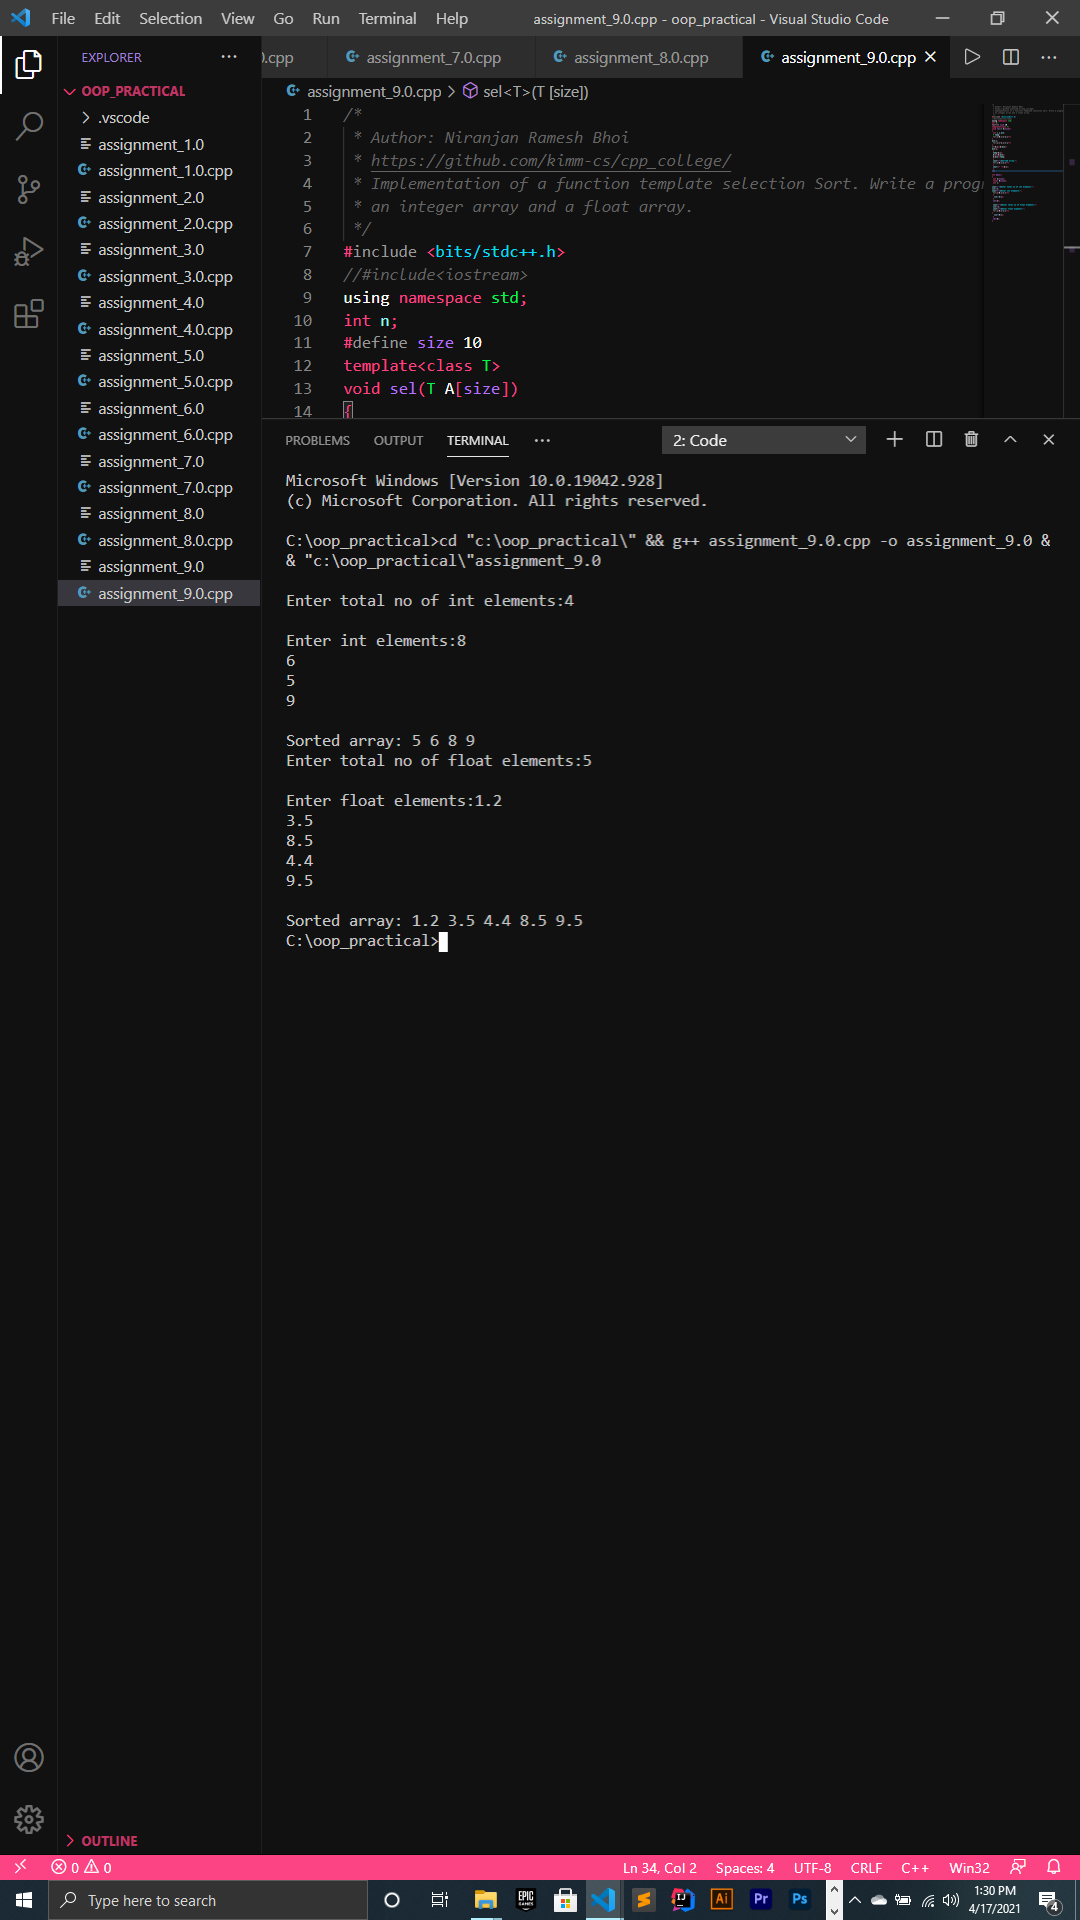 File Edit Selection View Go Run Terminal Help assignment_9.0.cpp - oop_practical - Visual Studio Code
EXPLORER
0.cpp assignment_7.0.cpp assignment_8.0.cpp assignment_9.0.cpp
OOP_PRACTICAL
.vscode
assignment_1.0
assignment_1.0.cpp
assignment_2.0
assignment_2.0.cpp
assignment_3.0
assignment_3.0.cpp
assignment_4.0
assignment_4.0.cpp
assignment_5.0
assignment_5.0.cpp
assignment_6.0
assignment_6.0.cpp
assignment_7.0
assignment_7.0.cpp
assignment_8.0
assignment_8.0.cpp
assignment_9.0
assignment_9.0.cpp
OUTLINE
assignment_9.0.cpp > sel<T>(T [size])
1 /*
2 * Author: Niranjan Ramesh Bhoi
3 * https://github.com/kimm-cs/cpp_college/
4 * Implementation of a function template selection Sort. Write a prog
5 * an integer array and a float array.
6 */
7 #include <bits/stdc++.h>
8 //#include<iostream>
9 using namespace std;
10 int n;
11 #define size 10
12 template<class T>
13 void sel(T A[size])
14 {
PROBLEMS OUTPUT TERMINAL 2: Code
Microsoft Windows [Version 10.0.19042.928]
(c) Microsoft Corporation. All rights reserved.
C:\oop_practical>cd "c:\oop_practical\" && g++ assignment_9.0.cpp -o assignment_9.0 &
& "c:\oop_practical\"assignment_9.0
Enter total no of int elements:4
Enter int elements:8
6
5
9
Sorted array: 5 6 8 9
Enter total no of float elements:5
Enter float elements:1.2
3.5
8.5
4.4
9.5
Sorted array: 1.2 3.5 4.4 8.5 9.5
C:\oop_practical>
0 0 Ln 34, Col 2 Spaces: 4 UTF-8 CRLF C++ Win32
Type here to search
EPIC GAMES
IJ
Ai
Pr
Ps
1:30 PM
4/17/2021
4